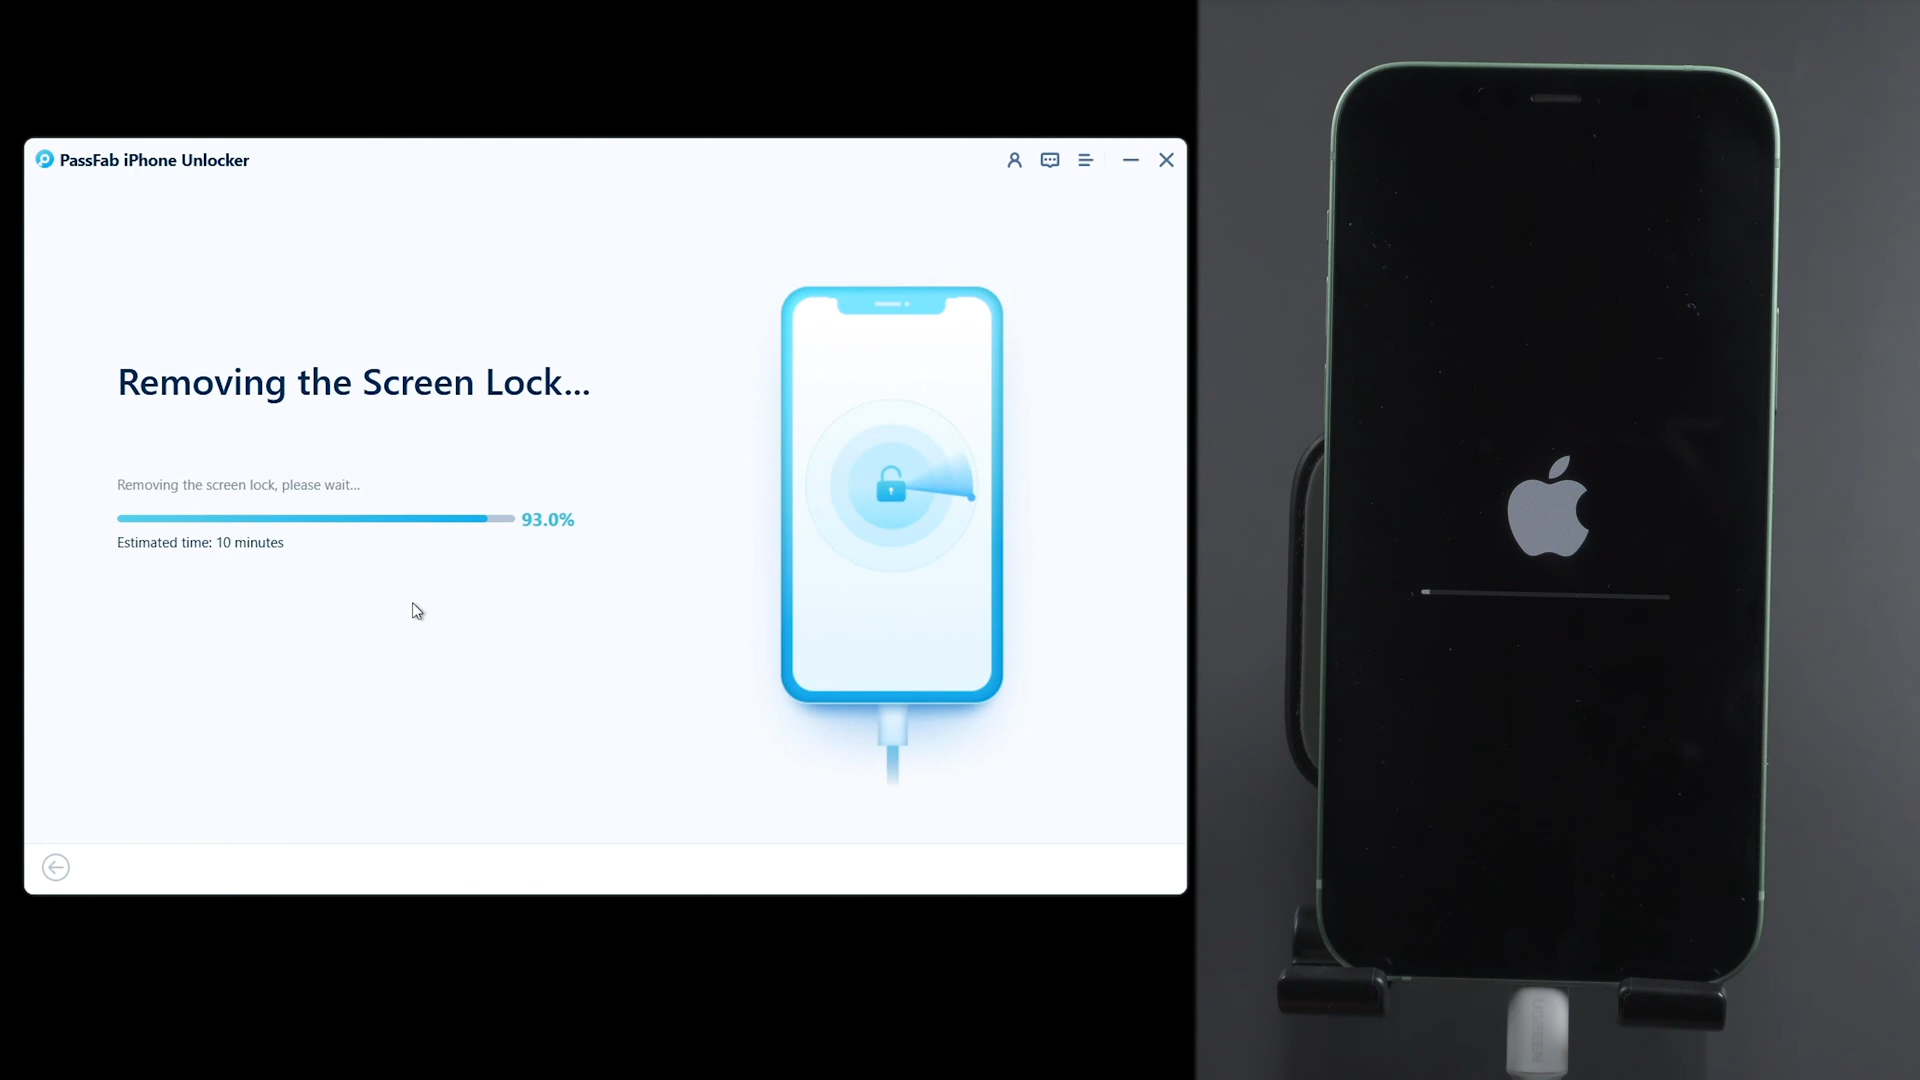 PassFab iPhone Unlocker
Removing the Screen Lock...
Removing the screen lock, please wait...
93.0%
Estimated time: 10 minutes
UGREEN